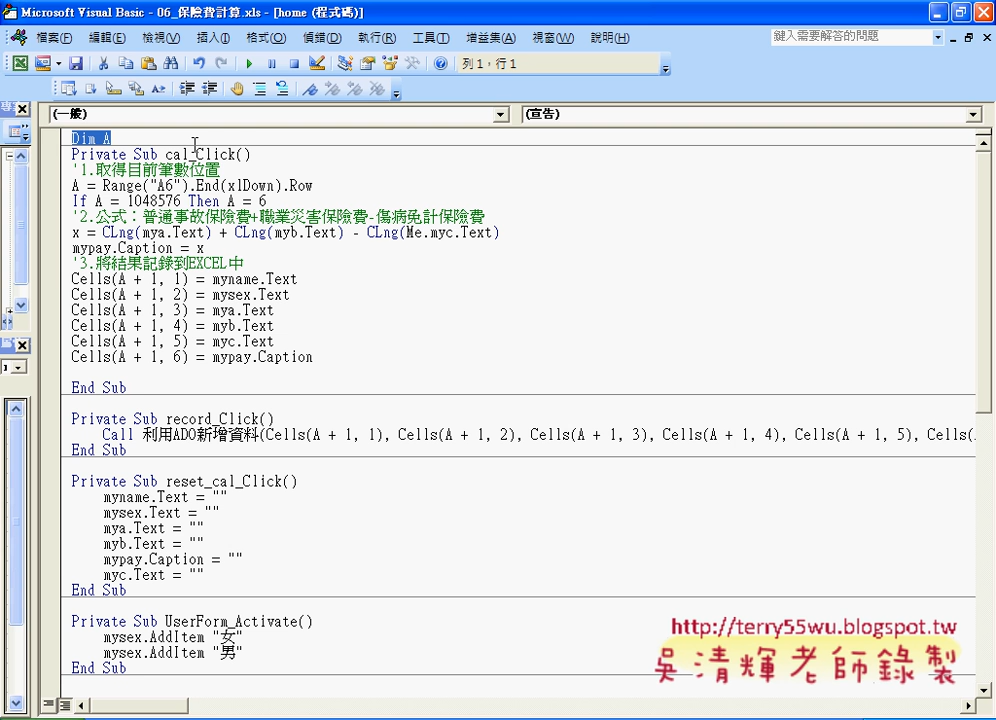 Microsoft Visual Basic - 06_保險費計算.xls - [home (程式碼)]
檔案(F) 編輯(E) 檢視(V) 插入(I) 格式(O) 偵錯(D) 執行(R) 工具(T) 增益集(A) 視窗(W) 說明(H) 鍵入需要解答的問題
列 1，行 1
(一般) (宣告)
Dim A
Private Sub cal_Click()
'1.取得目前筆數位置
A = Range("A6").End(xlDown).Row
If A = 1048576 Then A = 6
'2.公式：普通事故保險費+職業災害保險費-傷病免計保險費
x = CLng(mya.Text) + CLng(myb.Text) - CLng(Me.myc.Text)
mypay.Caption = x
'3.將結果記錄到EXCEL中
Cells(A + 1, 1) = myname.Text
Cells(A + 1, 2) = mysex.Text
Cells(A + 1, 3) = mya.Text
Cells(A + 1, 4) = myb.Text
Cells(A + 1, 5) = myc.Text
Cells(A + 1, 6) = mypay.Caption
End Sub
Private Sub record_Click()
Call 利用ADO新增資料(Cells(A + 1, 1), Cells(A + 1, 2), Cells(A + 1, 3), Cells(A + 1, 4), Cells(A + 1, 5), Cells(
End Sub
Private Sub reset_cal_Click()
myname.Text = ""
mysex.Text = ""
mya.Text = ""
myb.Text = ""
mypay.Caption = ""
myc.Text = ""
End Sub
Private Sub UserForm_Activate()
mysex.AddItem "女"
mysex.AddItem "男"
End Sub
http://terry55wu.blogspot.tw
吳清輝老師錄製